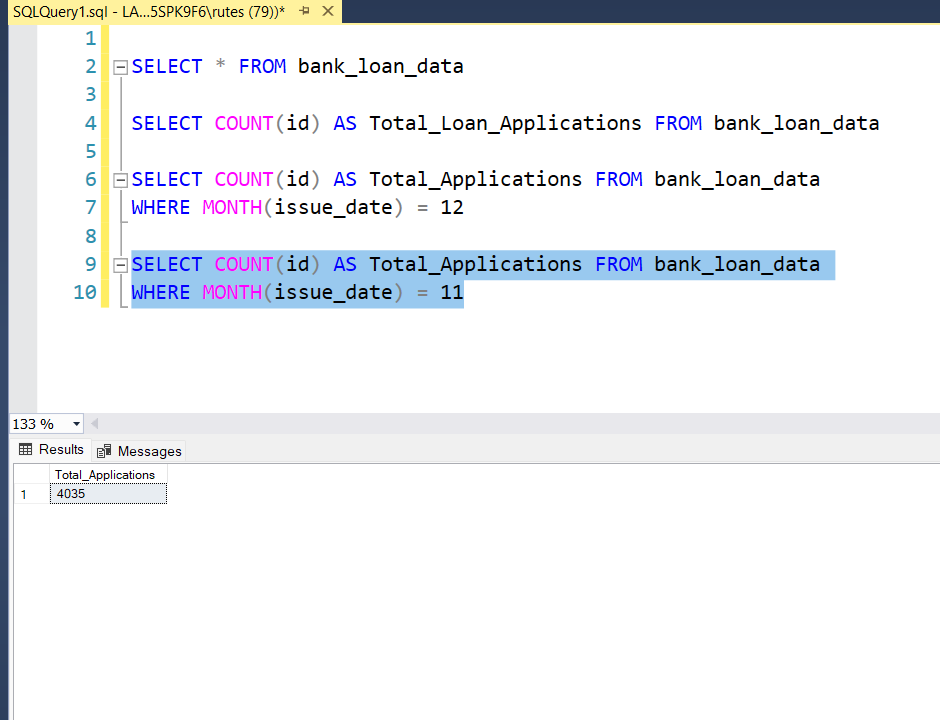 SQLQuery1.sql - LA...5SPK9F6\rutes (79))*
1
2 SELECT * FROM bank_loan_data
3
4 SELECT COUNT(id) AS Total_Loan_Applications FROM bank_loan_data
5
6 SELECT COUNT(id) AS Total_Applications FROM bank_loan_data
7 WHERE MONTH(issue_date) = 12
8
9 SELECT COUNT(id) AS Total_Applications FROM bank_loan_data
10 WHERE MONTH(issue_date) = 11
133 %
Results Messages
Total_Applications
1 4035